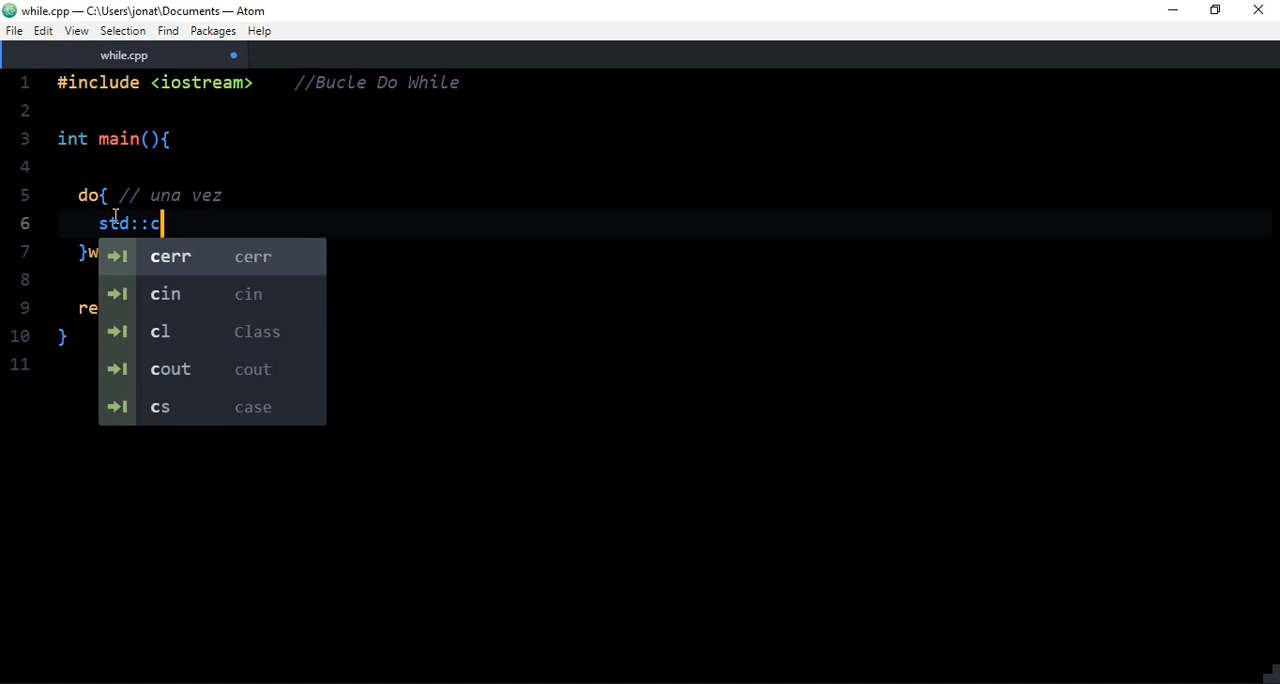 while.cpp — C:\Users\jonat\Documents — Atom
File Edit View Selection Find Packages Help
while.cpp
1 #include <iostream> //Bucle Do While
2
3 int main(){
4
5 do{ // una vez
6 std::c
7 }w
8
9 re
10 }
11
cerr cerr
cin cin
cl Class
cout cout
cs case